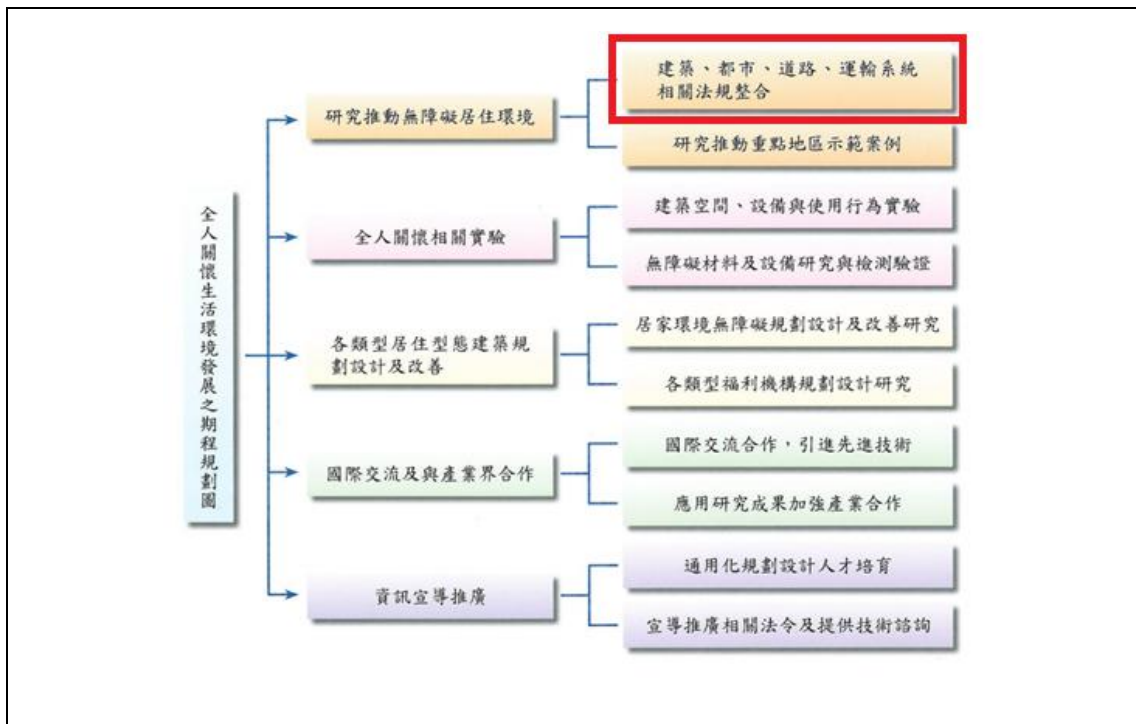 全人關懷生活環境發展之期程規劃圖
研究推動無障礙居住環境
建築、都市、道路、運輸系統
相關法規整合
研究推動重點地區示範案例
全人關懷相關實驗
建築空間、設備與使用行為實驗
無障礙材料及設備研究與檢測驗證
各類型居住型態建築規
劃設計及改善
居家環境無障礙規劃設計及改善研究
各類型福利機構規劃設計研究
國際交流及與產業界合作
國際交流合作，引進先進技術
應用研究成果加強產業合作
資訊宣導推廣
通用化規劃設計人才培育
宣導推廣相關法令及提供技術諮詢